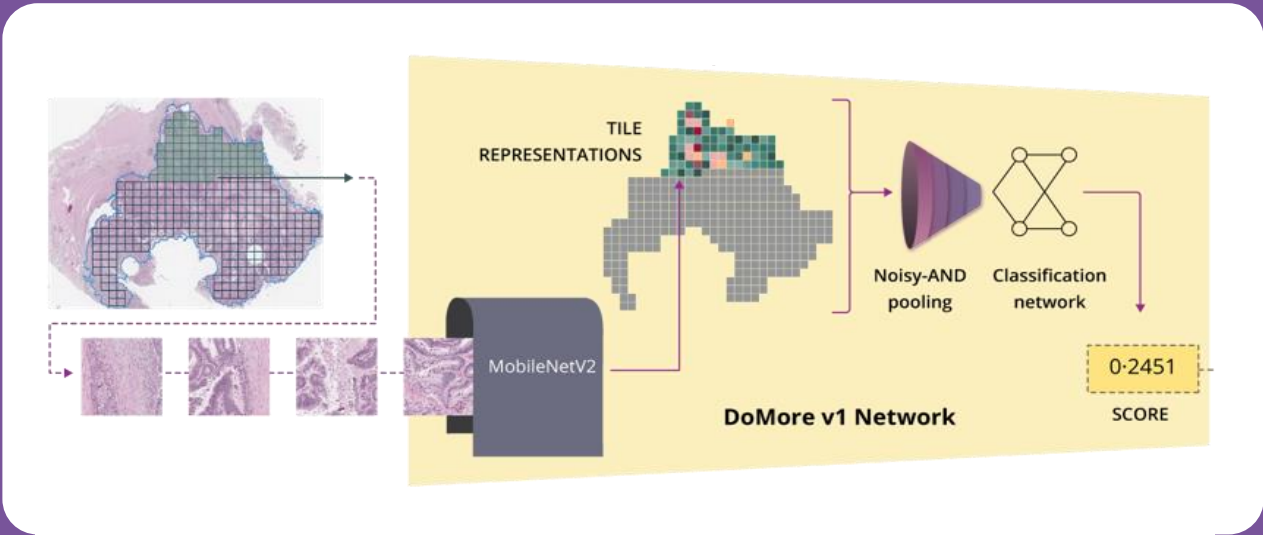 TILE
REPRESENTATIONS
Noisy-AND
pooling
Classification
network
MobileNetV2
0·2451
SCORE
DoMore v1 Network